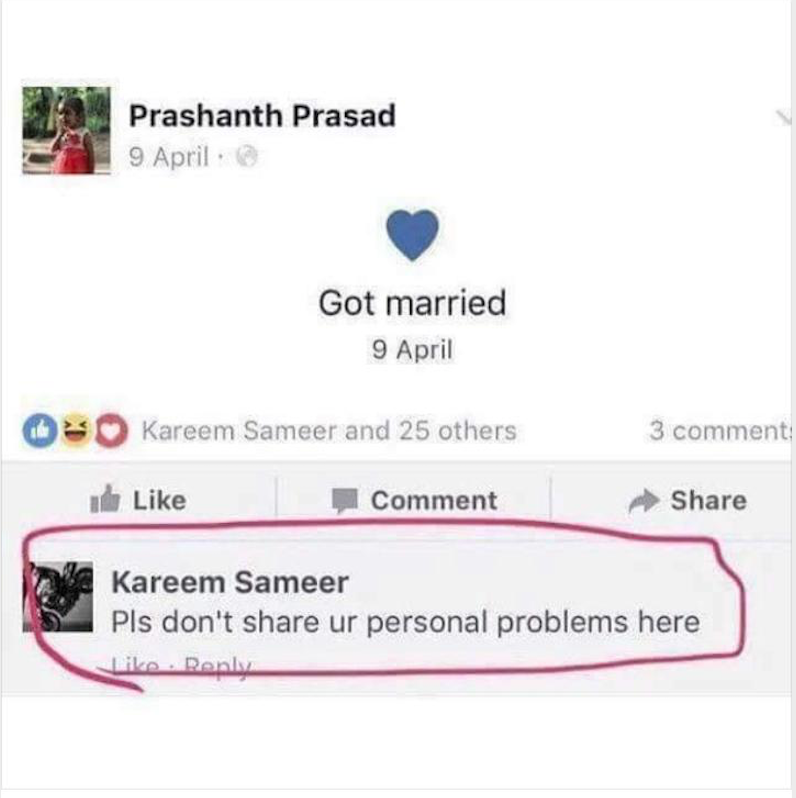 Prashanth Prasad
9 April ·
Got married
9 April
Kareem Sameer and 25 others 3 comments
Like Comment Share
Kareem Sameer
Pls don't share ur personal problems here
Like · Reply